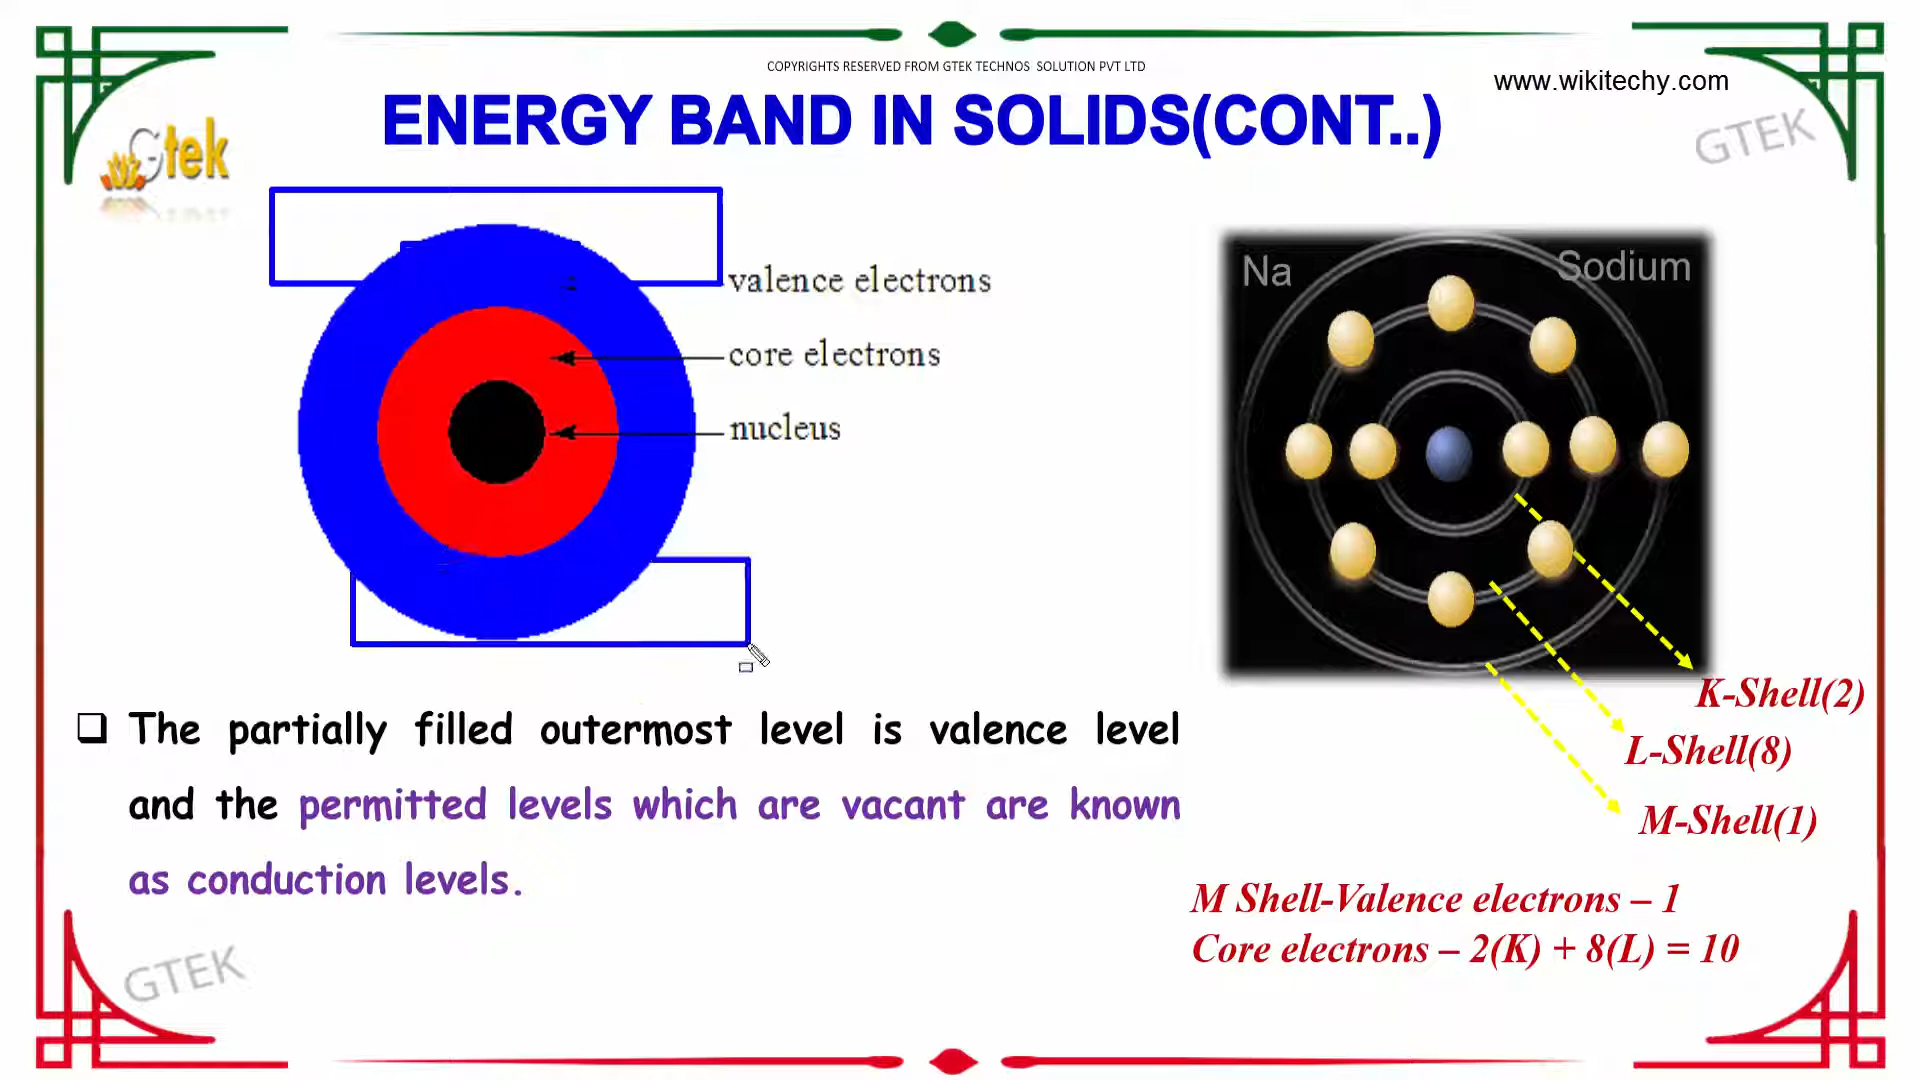 COPYRIGHTS RESERVED FROM GTEK TECHNOS SOLUTION PVT LTD
www.wikitechy.com
ENERGY BAND IN SOLIDS(CONT..)
Gtek
GTEK
valence electrons
core electrons
nucleus
Na
Sodium
K-Shell(2)
L-Shell(8)
M-Shell(1)
The partially filled outermost level is valence level
and the permitted levels which are vacant are known
as conduction levels.
M Shell-Valence electrons – 1
Core electrons – 2(K) + 8(L) = 10
GTEK